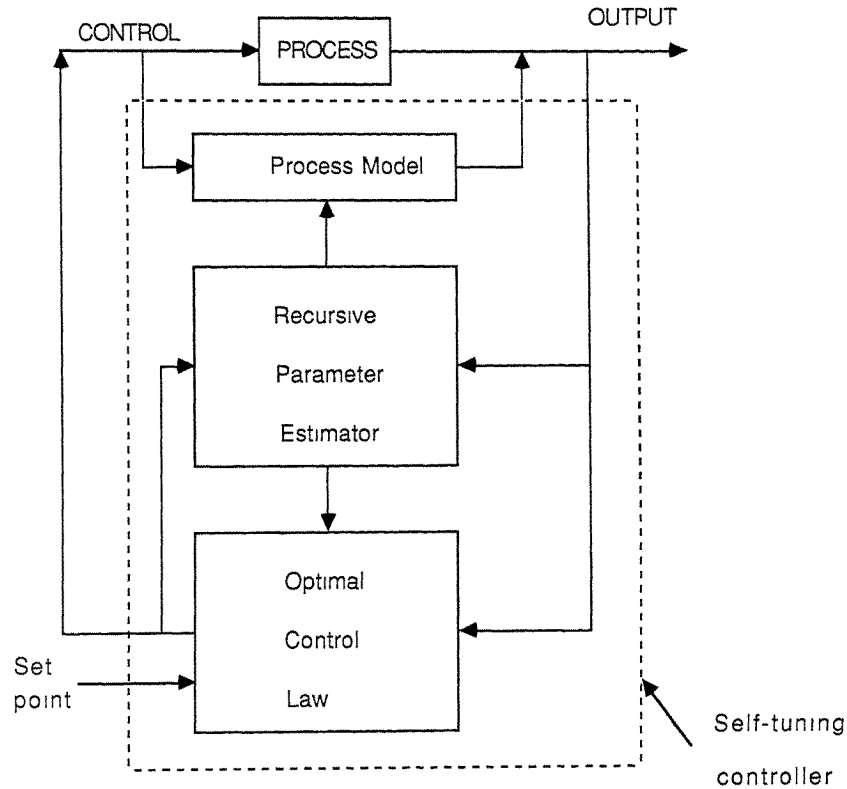 OUTPUT
CONTROL
PROCESS
Process Model
Recursive
Parameter
Estimator
Optimal
Control
Law
Set
point
Self-tuning
controller